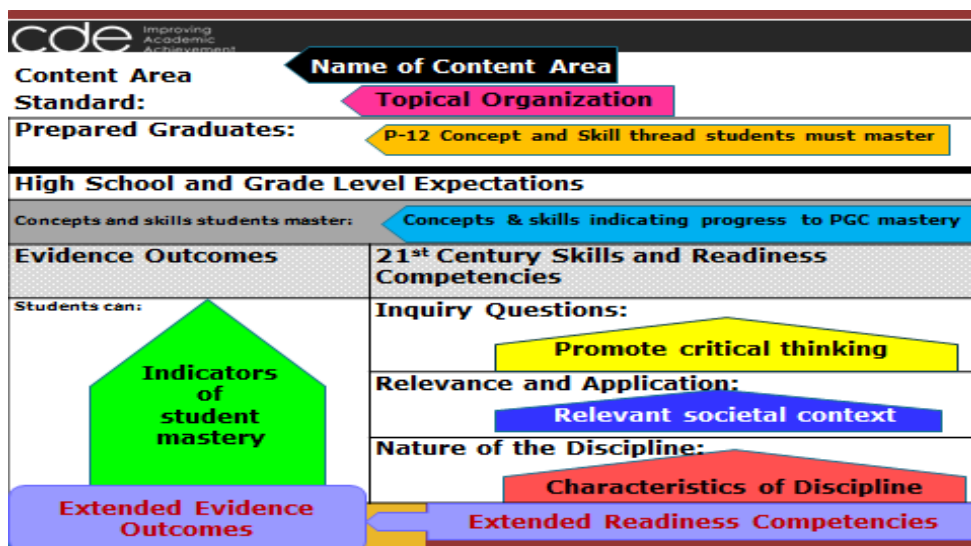 cde Improving
Academic
Achievement
Content Area
Name of Content Area
Standard:
Topical Organization
Prepared Graduates:
P-12 Concept and Skill thread students must master
High School and Grade Level Expectations
Concepts and skills students master:
Concepts & skills indicating progress to PGC mastery
Evidence Outcomes
21st Century Skills and Readiness
Competencies
Students can:
Indicators
of
student
mastery
Inquiry Questions:
Promote critical thinking
Relevance and Application:
Relevant societal context
Nature of the Discipline:
Characteristics of Discipline
Extended Evidence
Outcomes
Extended Readiness Competencies